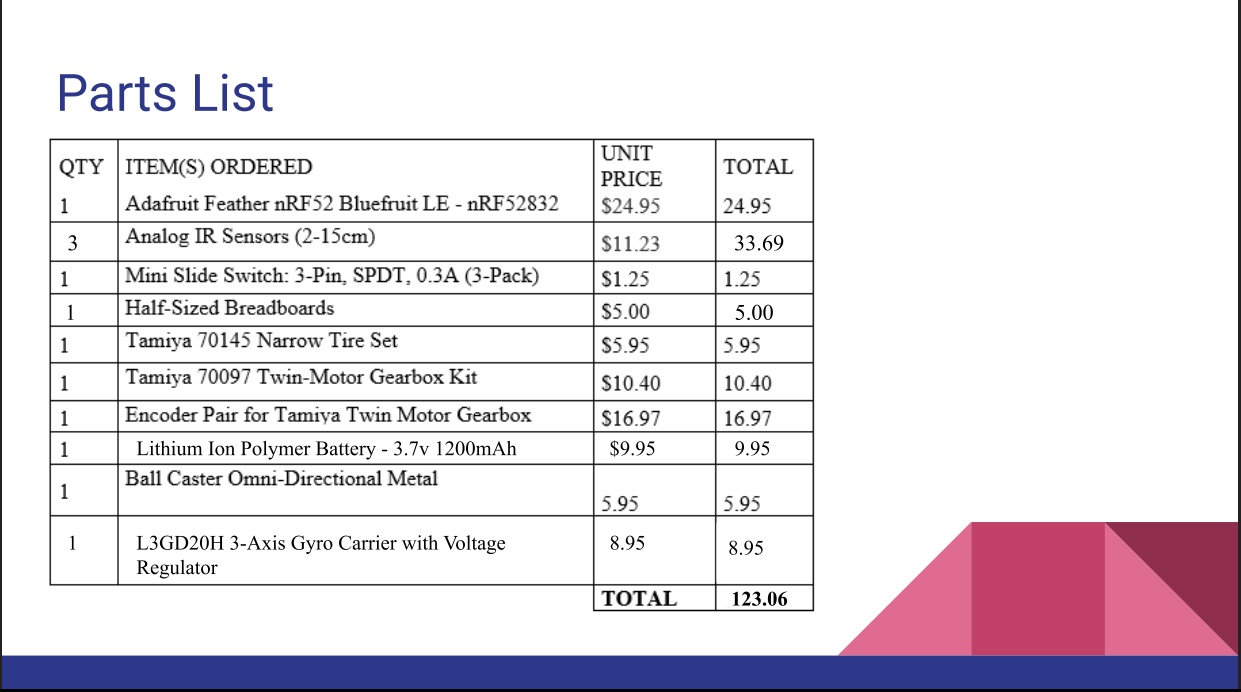 Parts List
QTY ITEM(S) ORDERED UNIT PRICE TOTAL
1 Adafruit Feather nRF52 Bluefruit LE - nRF52832 $24.95 24.95
3 Analog IR Sensors (2-15cm) $11.23 33.69
1 Mini Slide Switch: 3-Pin, SPDT, 0.3A (3-Pack) $1.25 1.25
1 Half-Sized Breadboards $5.00 5.00
1 Tamiya 70145 Narrow Tire Set $5.95 5.95
1 Tamiya 70097 Twin-Motor Gearbox Kit $10.40 10.40
1 Encoder Pair for Tamiya Twin Motor Gearbox $16.97 16.97
1 Lithium Ion Polymer Battery - 3.7v 1200mAh $9.95 9.95
1 Ball Caster Omni-Directional Metal 5.95 5.95
1 L3GD20H 3-Axis Gyro Carrier with Voltage Regulator 8.95 8.95
TOTAL 123.06